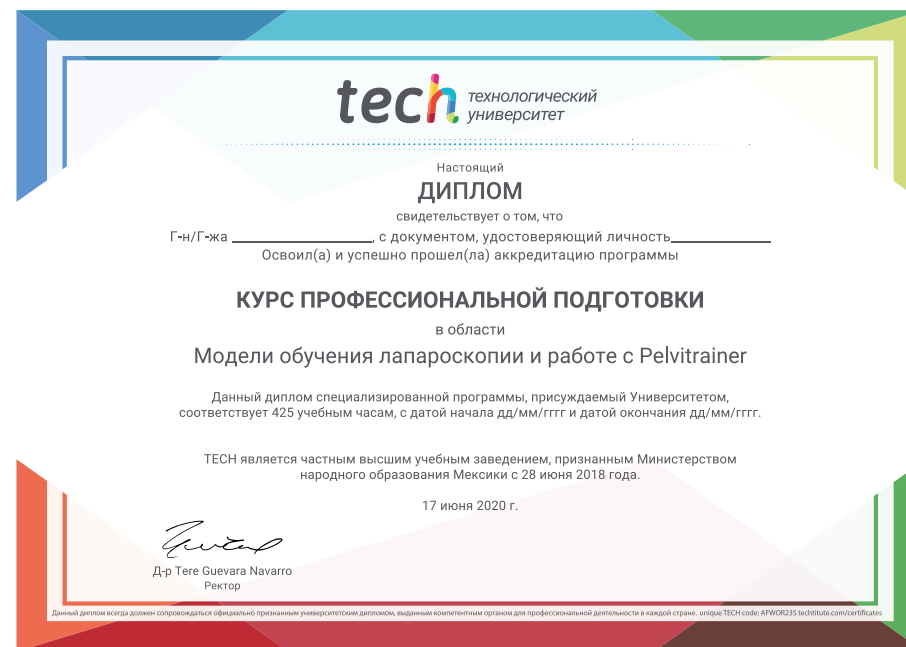 tech технологический
университет
Настоящий
ДИПЛОМ
свидетельствует о том, что
Г-н/Г-жа ____________________, с документом, удостоверяющий личность______________
Освоил(а) и успешно прошел(ла) аккредитацию программы
КУРС ПРОФЕССИОНАЛЬНОЙ ПОДГОТОВКИ
в области
Модели обучения лапароскопии и работе с Pelvitrainer
Данный диплом специализированной программы, присуждаемый Университетом,
соответствует 425 учебным часам, с датой начала дд/мм/гггг и датой окончания дд/мм/гггг.
TECH является частным высшим учебным заведением, признанным Министерством
народного образования Мексики с 28 июня 2018 года.
17 июня 2020 г.
Д-р Tere Guevara Navarro
Ректор
Данный диплом всегда должен сопровождаться официально признанным университетским дипломом, выданным компетентным органом для профессиональной деятельности в каждой стране. unique TECH code: AFWOR23S techtitute.com/certificates